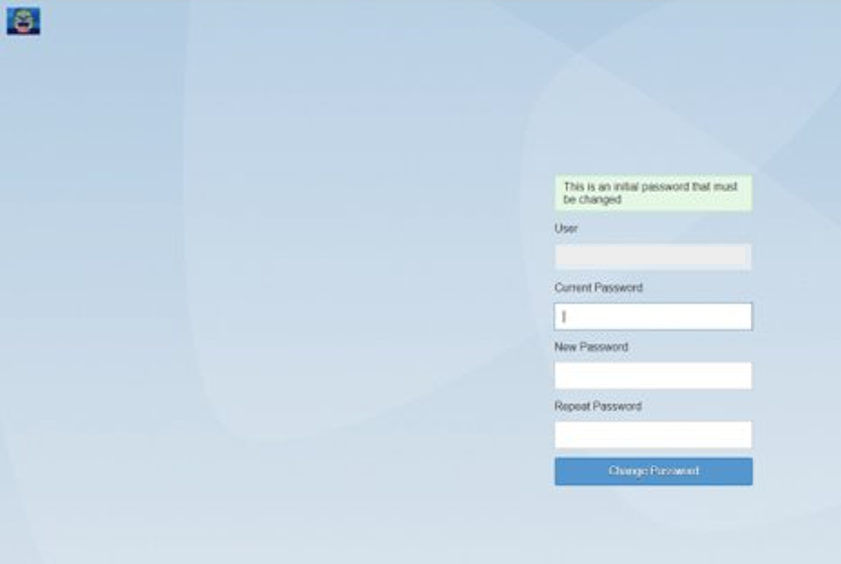 This is an initial password that must
be changed
User
Current Password
New Password
Repeat Password
Change Password